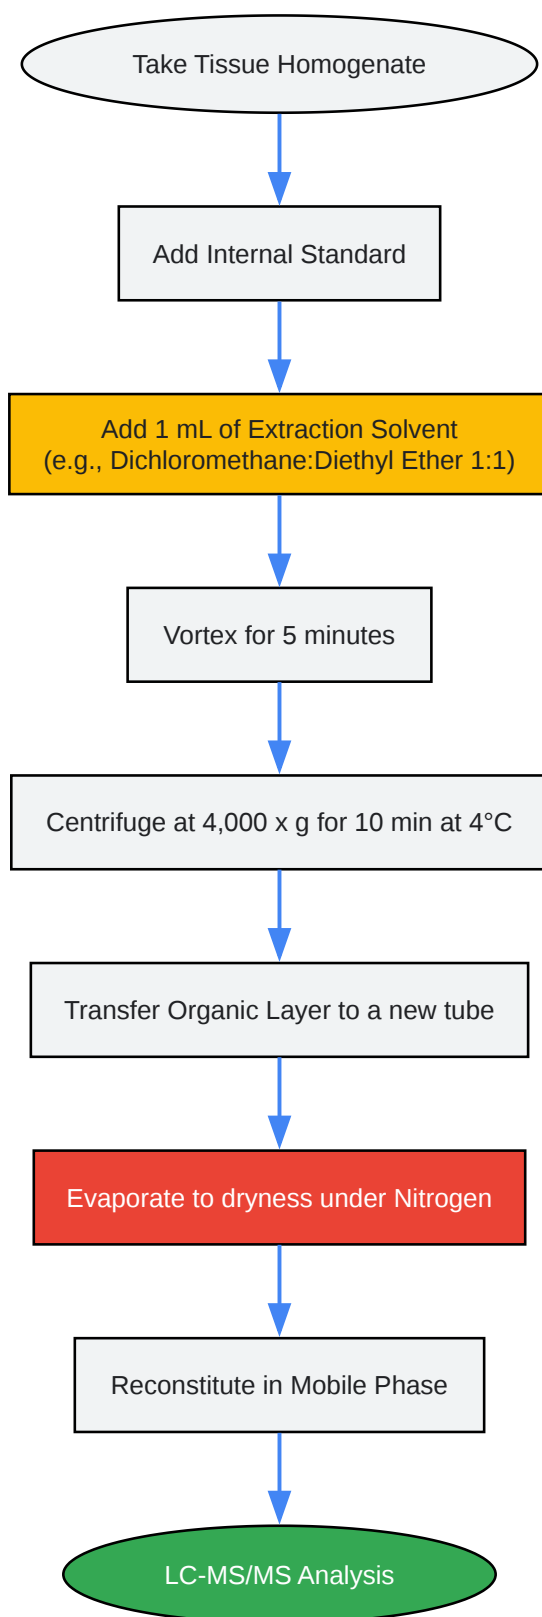 Take Tissue Homogenate
Add Internal Standard
Add 1 mL of Extraction Solvent
(e.g., Dichloromethane:Diethyl Ether 1:1)
Vortex for 5 minutes
Centrifuge at 4,000 x g for 10 min at 4°C
Transfer Organic Layer to a new tube
Evaporate to dryness under Nitrogen
Reconstitute in Mobile Phase
LC-MS/MS Analysis